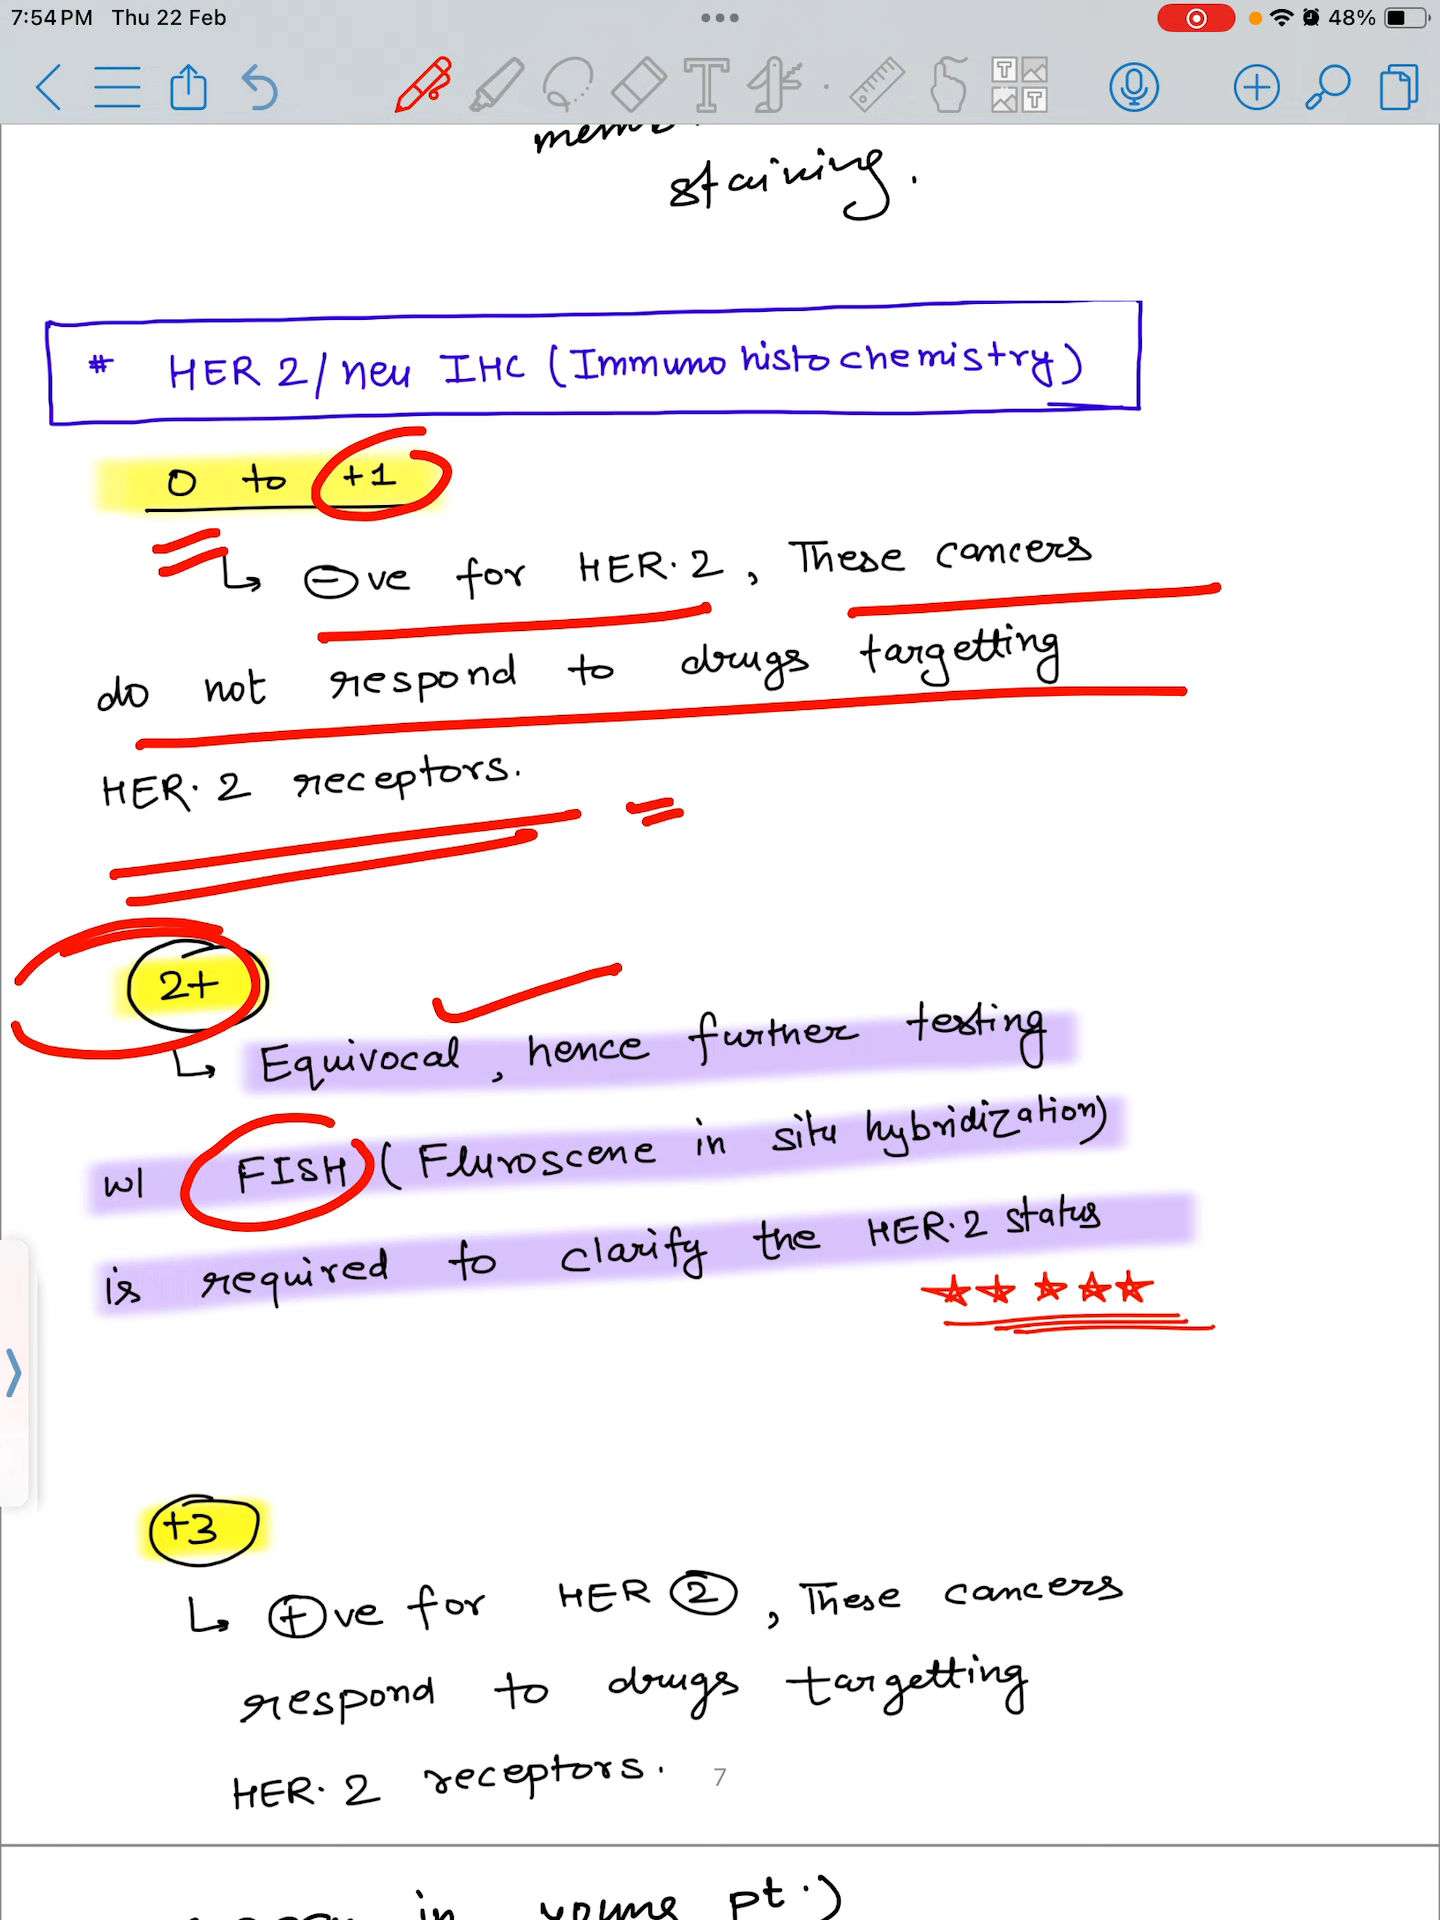 7:54 PM Thu 22 Feb
48%
staining.
# HER 2/neu IHC (Immunohistochemistry)
0 to +1
↳ ⊖ve for HER·2, These cancers
do not respond to drugs targetting
HER·2 receptors.
2+
↳ Equivocal, hence further testing
w/ FISH (Fluroscene in situ hybridization)
is required to clarify the HER·2 status
+3
↳ ⊕ve for HER ②, These cancers
respond to drugs targetting
HER·2 receptors.
7
in young pt.)